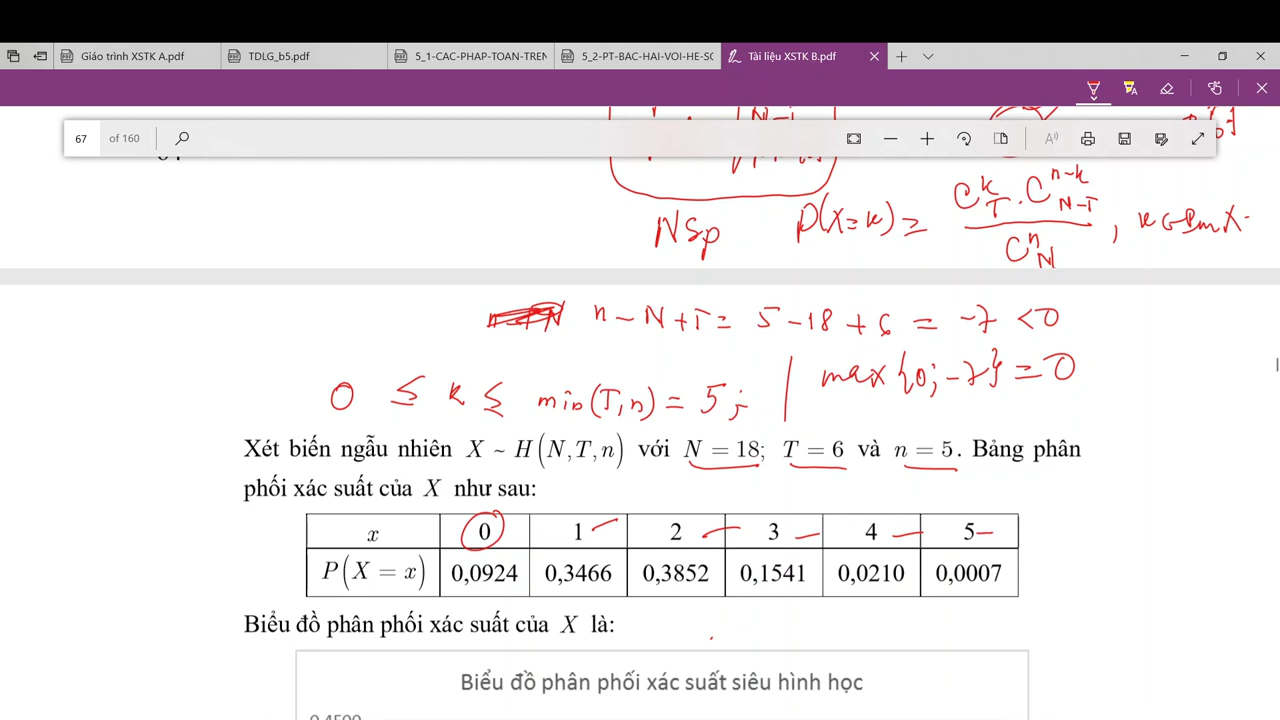 Giáo trình XSTK A.pdf
TDLG_b5.pdf
5_1-CAC-PHAP-TOAN-TREN
5_2-PT-BAC-HAI-VOI-HE-SO
Tài liệu XSTK B.pdf
67 of 160
NSp P(X=k) = C_T^k . C_{N-T}^{n-k} / C_N^n ,
n - N + T = 5 - 18 + 6 = -7 < 0
0 ≤ k ≤ min(T,n) = 5; | max{0; -7} = 0
Xét biến ngẫu nhiên X ~ H(N,T,n) với N = 18; T = 6 và n = 5. Bảng phân
phối xác suất của X như sau:
x 0 1 2 3 4 5
P(X = x) 0,0924 0,3466 0,3852 0,1541 0,0210 0,0007
Biểu đồ phân phối xác suất của X là:
Biểu đồ phân phối xác suất siêu hình học